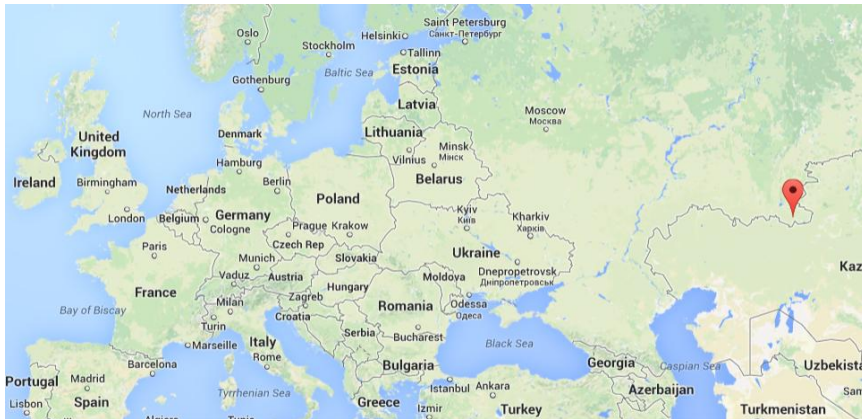 Saint Petersburg
Санкт-Петербург
Helsinki
Oslo
Stockholm
Tallinn
Estonia
Baltic Sea
Gothenburg
Latvia
North Sea
Moscow
Москва
Denmark
Lithuania
United
Kingdom
Minsk
Мінск
Vilnius
Hamburg
Belarus
Ireland
Birmingham
Netherlands
Berlin
Poland
London
Belgium
Germany
Cologne
Kyiv
Київ
Kharkiv
Харків
Prague
Krakow
Czech Rep
Paris
Ukraine
Slovakia
Munich
Vaduz
Austria
Dnepropetrovsk
Дніпропетровськ
Moldova
Kaz
France
Hungary
Milan
Zagreb
Croatia
Romania
Odessa
Одеса
Bay of Biscay
Turin
Serbia
Bucharest
Marseille
Italy
Rome
Black Sea
Barcelona
Bulgaria
Georgia
Caspian Sea
Uzbekista
Portugal
Madrid
Spain
Lisbon
Tyrrhenian Sea
Istanbul
Ankara
Azerbaijan
Sam
Greece
Izmir
Turkey
Turkmenistan